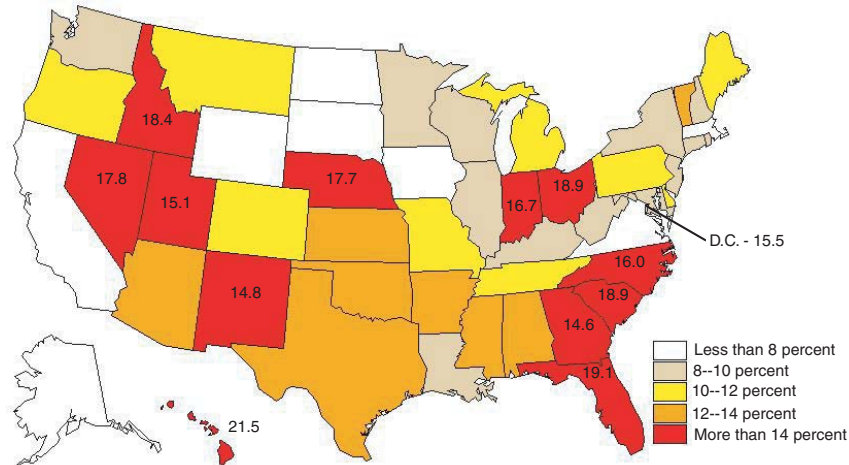 18.4
17.8
15.1
17.7
16.7
18.9
D.C. - 15.5
16.0
14.8
18.9
14.6
19.1
21.5
Less than 8 percent
8--10 percent
10--12 percent
12--14 percent
More than 14 percent